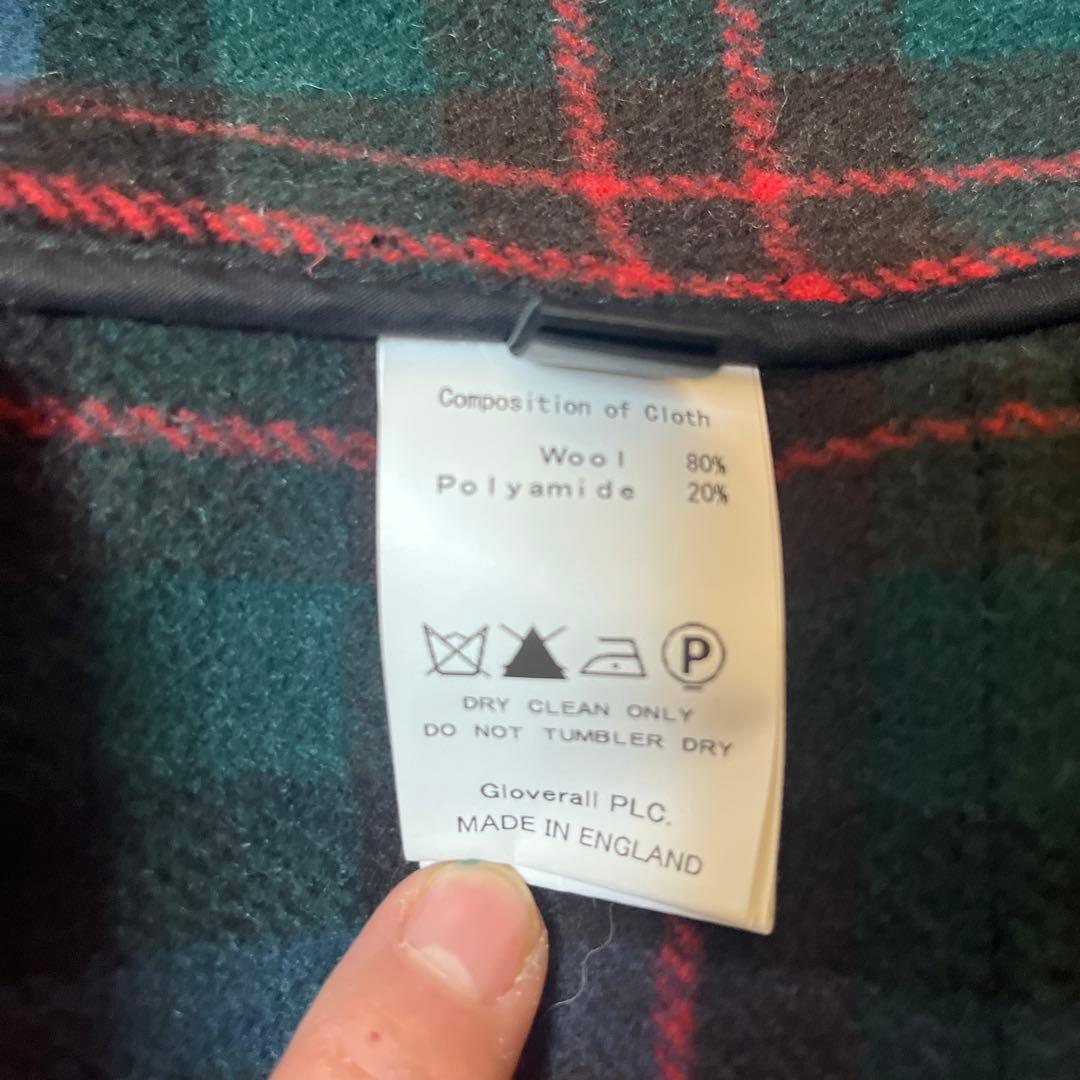 Composition of Cloth
Wool 80%
Polyamide 20%
P
DRY CLEAN ONLY
DO NOT TUMBLER DRY
Gloverall PLC.
MADE IN ENGLAND